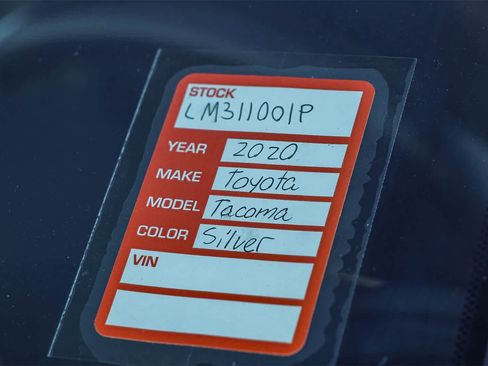 STOCK
LM311001P
YEAR 2020
MAKE Toyota
MODEL Tacoma
COLOR Silver
VIN